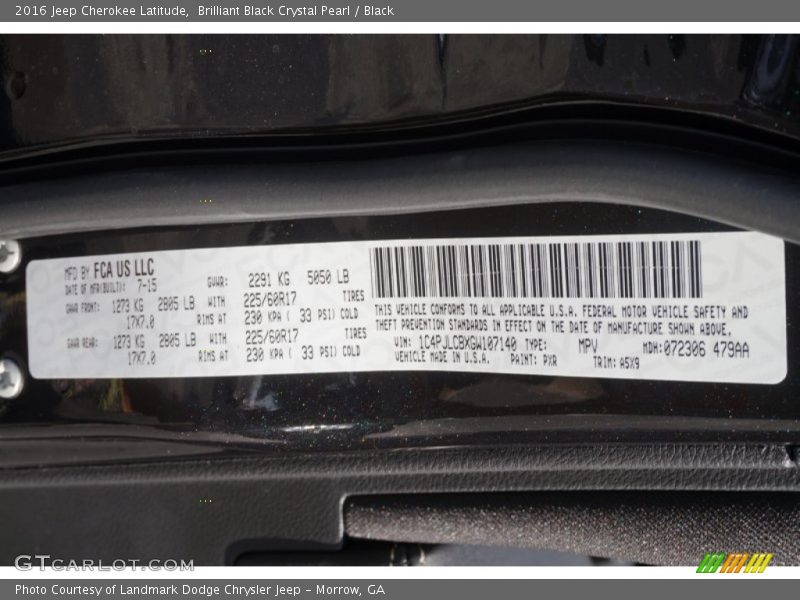 2016 Jeep Cherokee Latitude,  Brilliant Black Crystal Pearl / Black
MFD BY FCA US LLC
DATE OF MFR(BUILT): 7-15 GVWR: 2291 KG 5050 LB
GAWR FRONT: 1273 KG 2805 LB WITH 225/60R17 TIRES
17X7.0 RIMS AT 230 KPA ( 33 PSI) COLD
GAWR REAR: 1273 KG 2805 LB WITH 225/60R17 TIRES
17X7.0 RIMS AT 230 KPA ( 33 PSI) COLD
THIS VEHICLE CONFORMS TO ALL APPLICABLE U.S.A. FEDERAL MOTOR VEHICLE SAFETY AND
THEFT PREVENTION STANDARDS IN EFFECT ON THE DATE OF MANUFACTURE SHOWN ABOVE.
VIN: 1C4PJLCBXGW107140 TYPE: MPV MDH:072306 479AA
VEHICLE MADE IN U.S.A. PAINT: PXR TRIM: A5X9
GTCARLOT.COM
Photo Courtesy of Landmark Dodge Chrysler Jeep – Morrow, GA